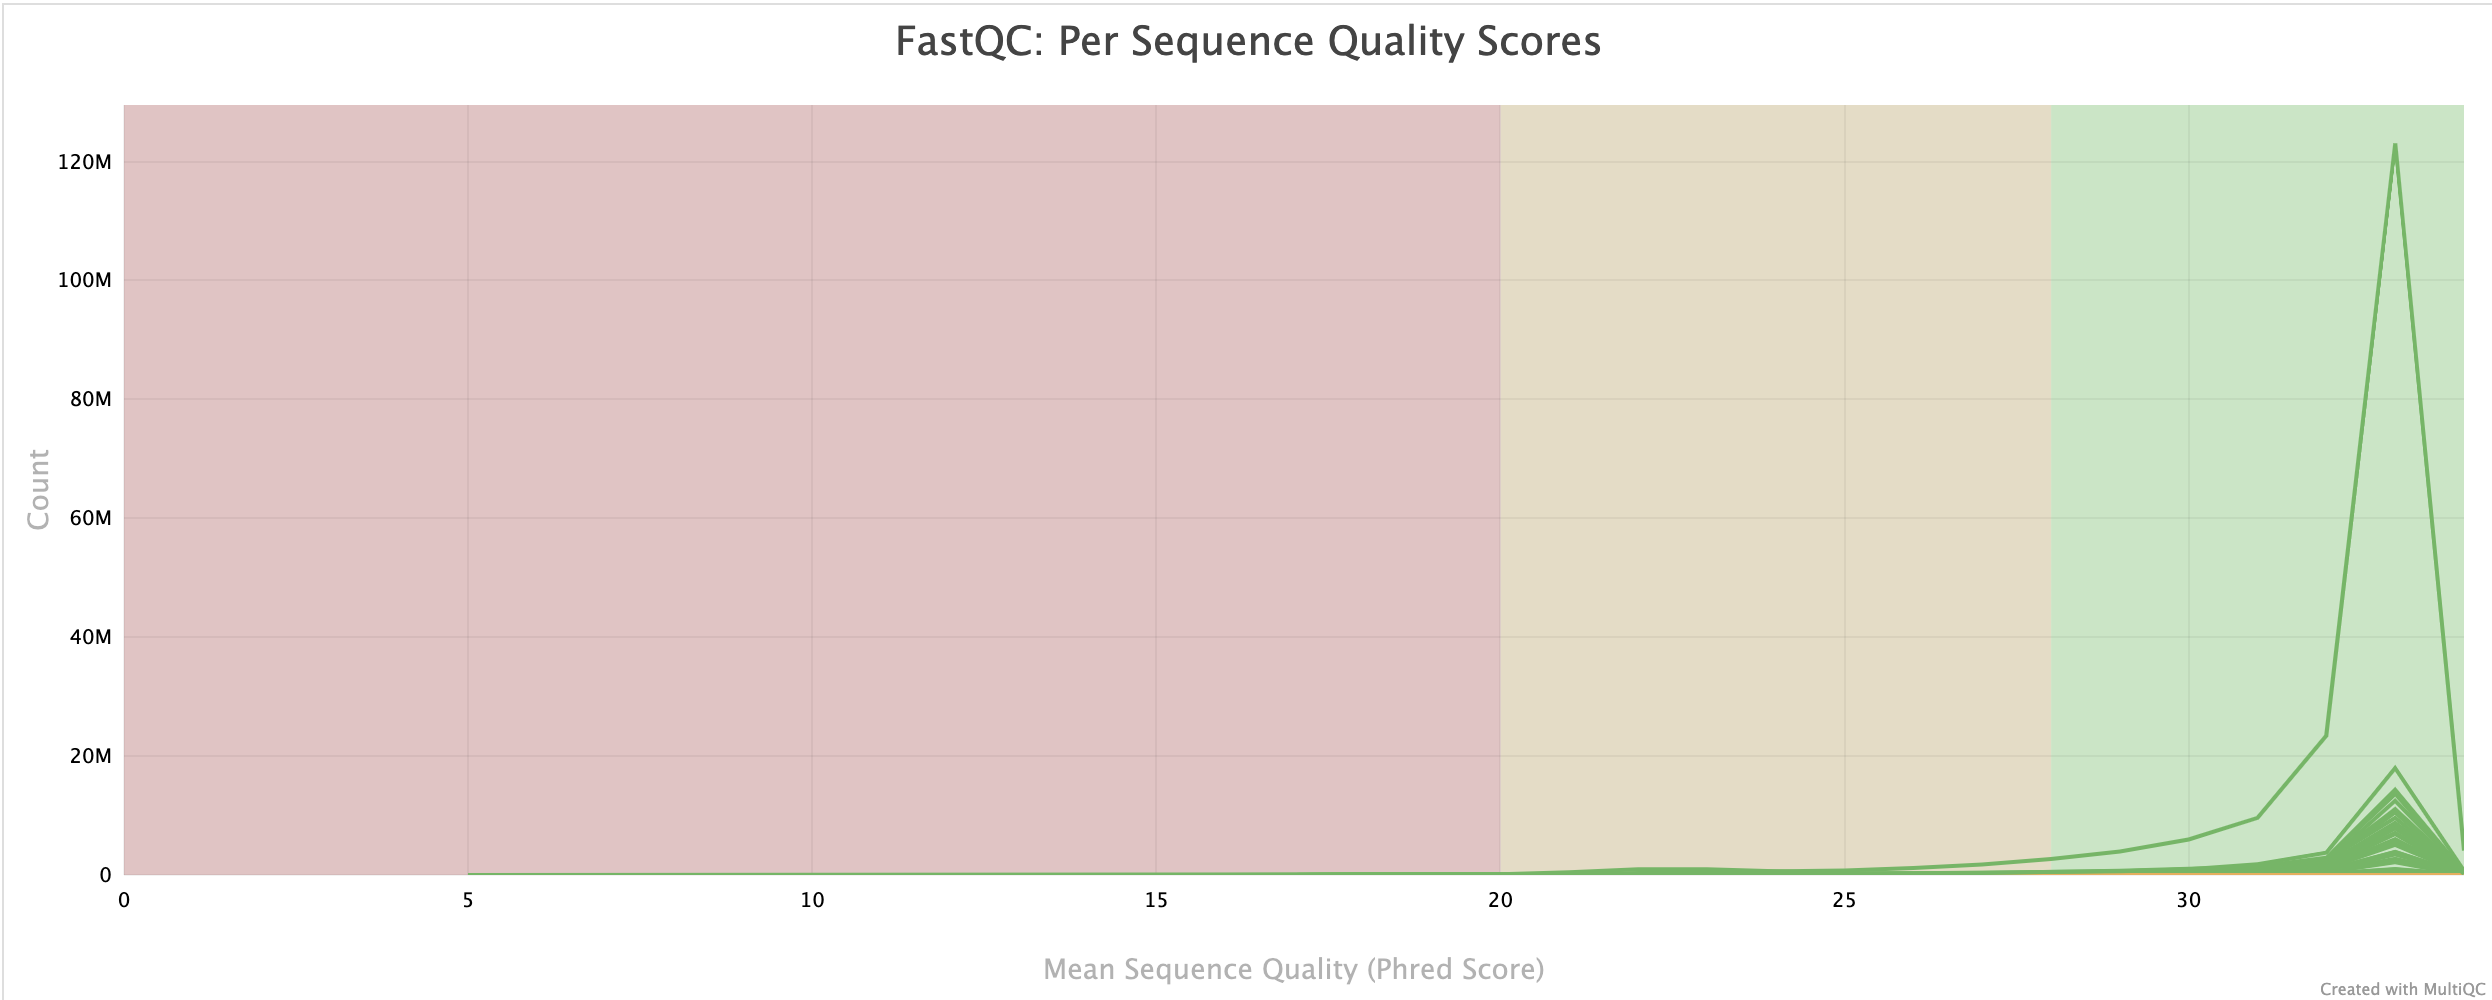 FastQC: Per Sequence Quality Scores
120M
100M
80M
60M
40M
20M
0
Count
0 5 10 15 20 25 30
Mean Sequence Quality (Phred Score)
Created with MultiQC